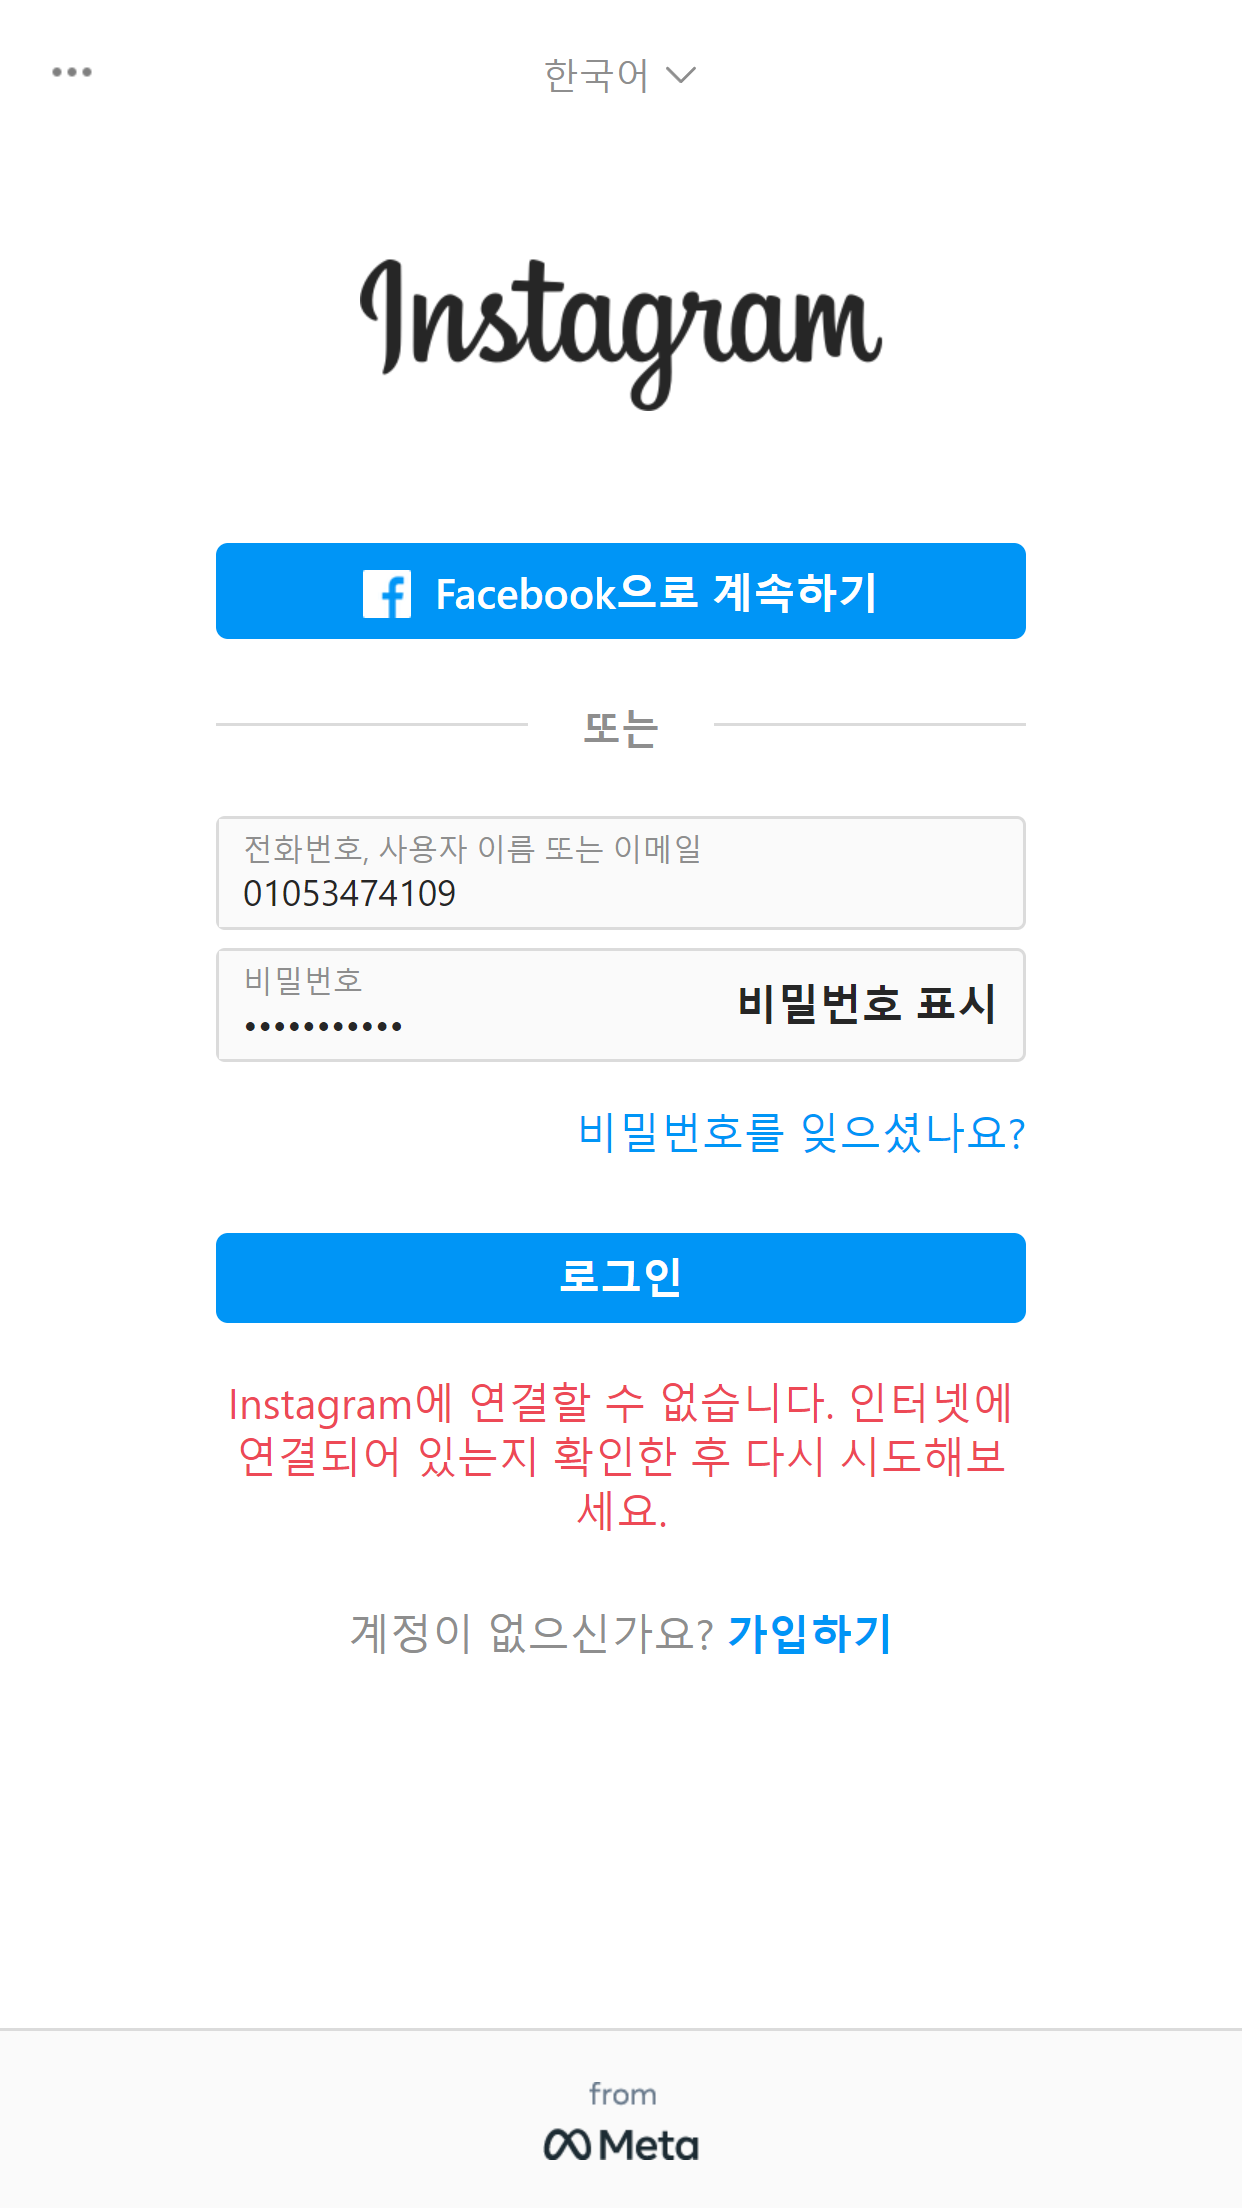 한국어
Instagram
Facebook으로 계속하기
또는
전화번호, 사용자 이름 또는 이메일
01053474109
비밀번호
•••••••••••
비밀번호 표시
비밀번호를 잊으셨나요?
로그인
Instagram에 연결할 수 없습니다. 인터넷에
연결되어 있는지 확인한 후 다시 시도해보
세요.
계정이 없으신가요? 가입하기
from
Meta